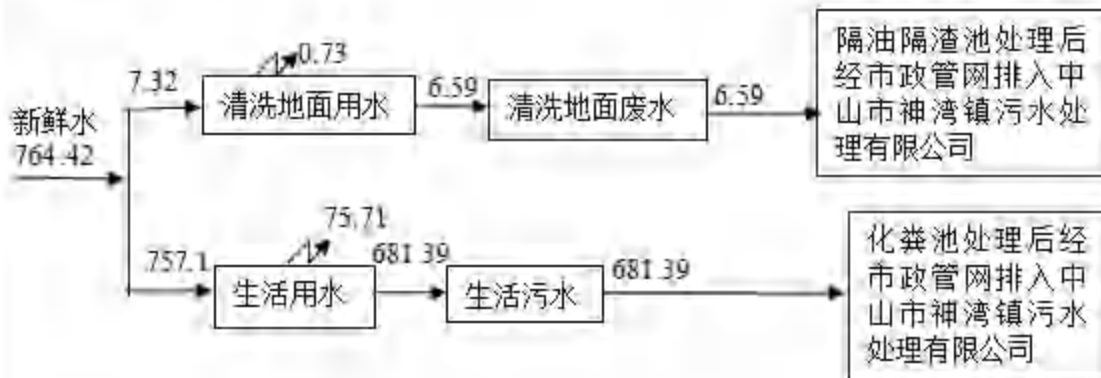 隔油隔渣池处理后
经市政管网排入中
山市神湾镇污水处
理有限公司
0.73
7.32
清洗地面用水
6.59
清洗地面废水
6.59
新鲜水
764.42
75.71
757.1
生活用水
681.39
生活污水
681.39
化粪池处理后经
市政管网排入中
山市神湾镇污水
处理有限公司